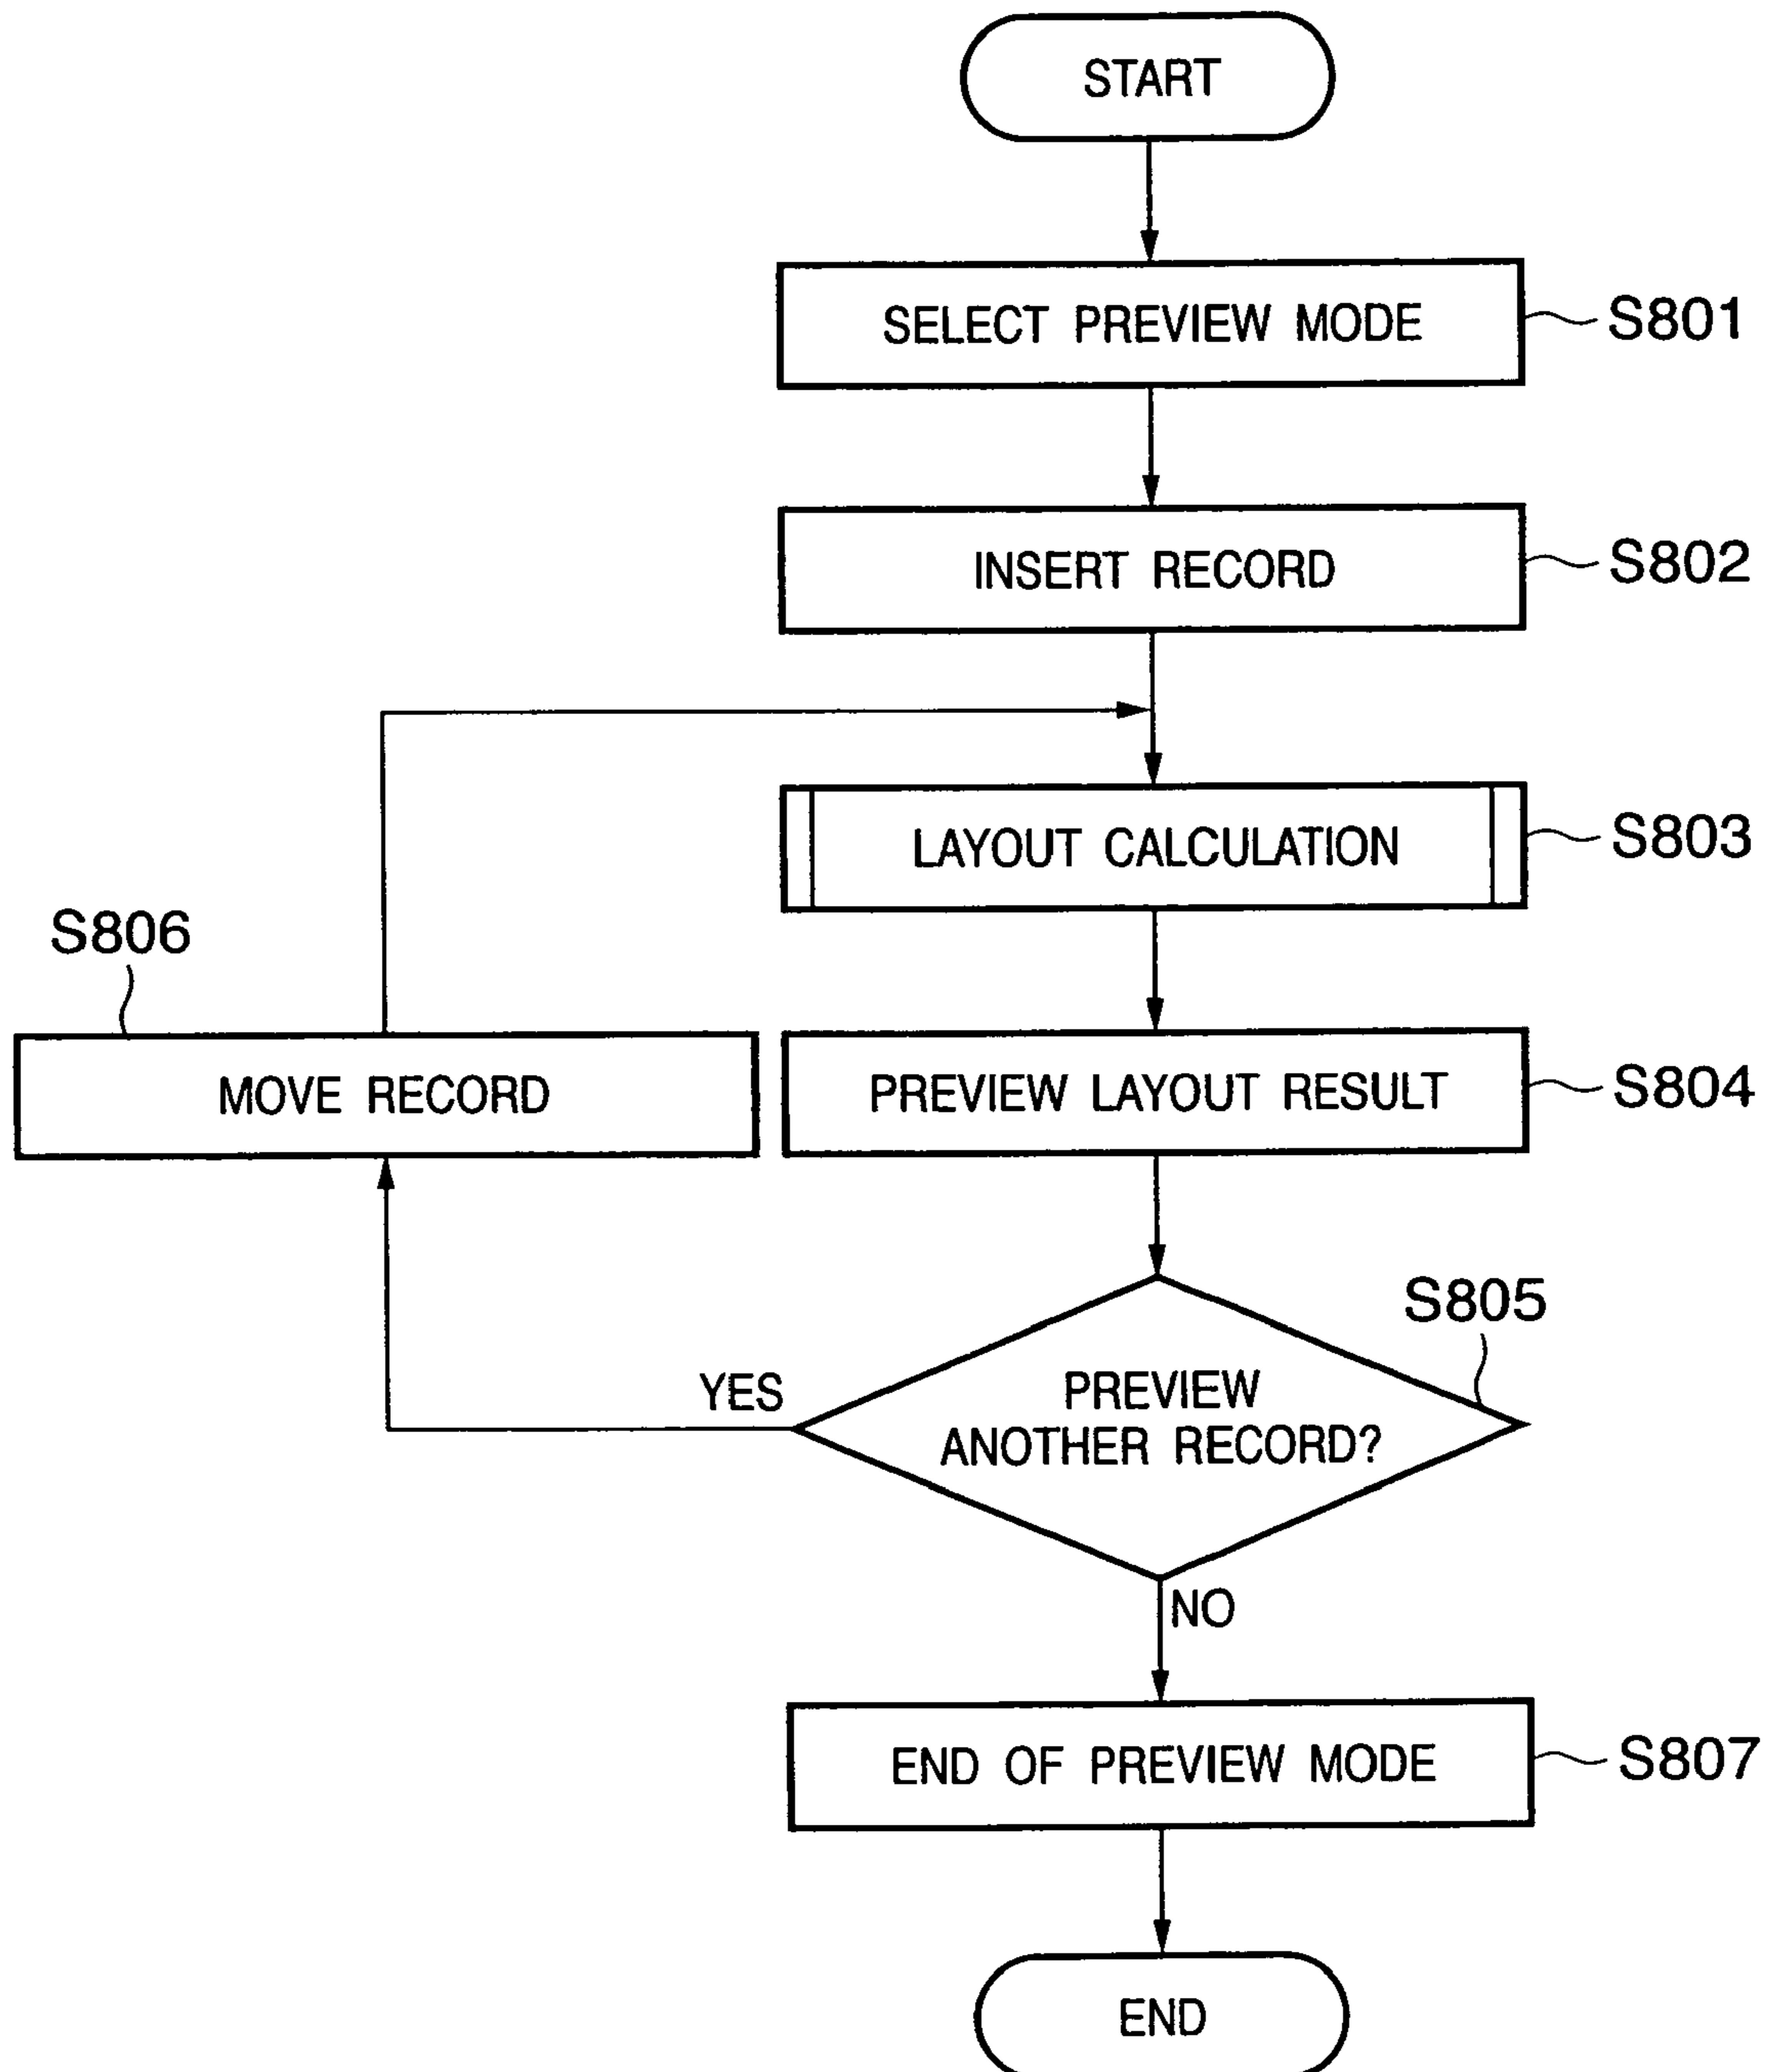 START
SELECT PREVIEW MODE
S801
INSERT RECORD
S802
LAYOUT CALCULATION
S803
S806
MOVE RECORD
PREVIEW LAYOUT RESULT
S804
S805
YES
PREVIEW
ANOTHER RECORD?
NO
END OF PREVIEW MODE
S807
END